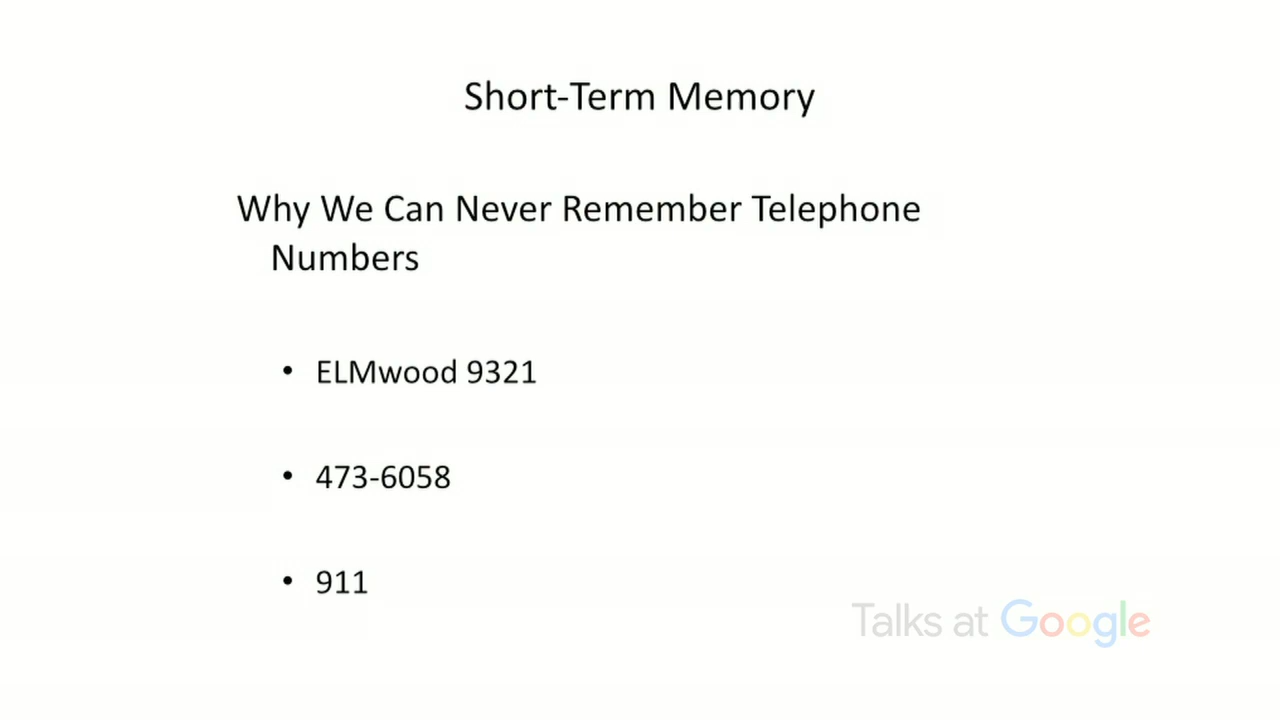 Short-Term Memory
Why We Can Never Remember Telephone
Numbers
• ELMwood 9321
• 473-6058
• 911
Talks at Google